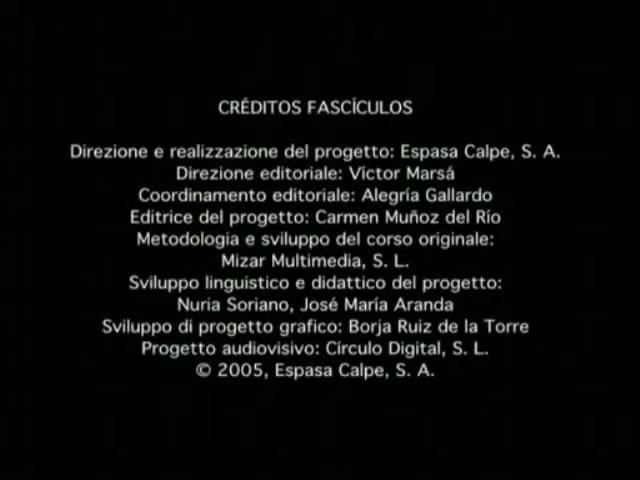 CRÉDITOS FASCÍCULOS
Direzione e realizzazione del progetto: Espasa Calpe, S. A.
Direzione editoriale: Víctor Marsá
Coordinamento editoriale: Alegría Gallardo
Editrice del progetto: Carmen Muñoz del Río
Metodologia e sviluppo del corso originale:
Mizar Multimedia, S. L.
Sviluppo linguistico e didattico del progetto:
Nuria Soriano, José María Aranda
Sviluppo di progetto grafico: Borja Ruiz de la Torre
Progetto audiovisivo: Círculo Digital, S. L.
© 2005, Espasa Calpe, S. A.